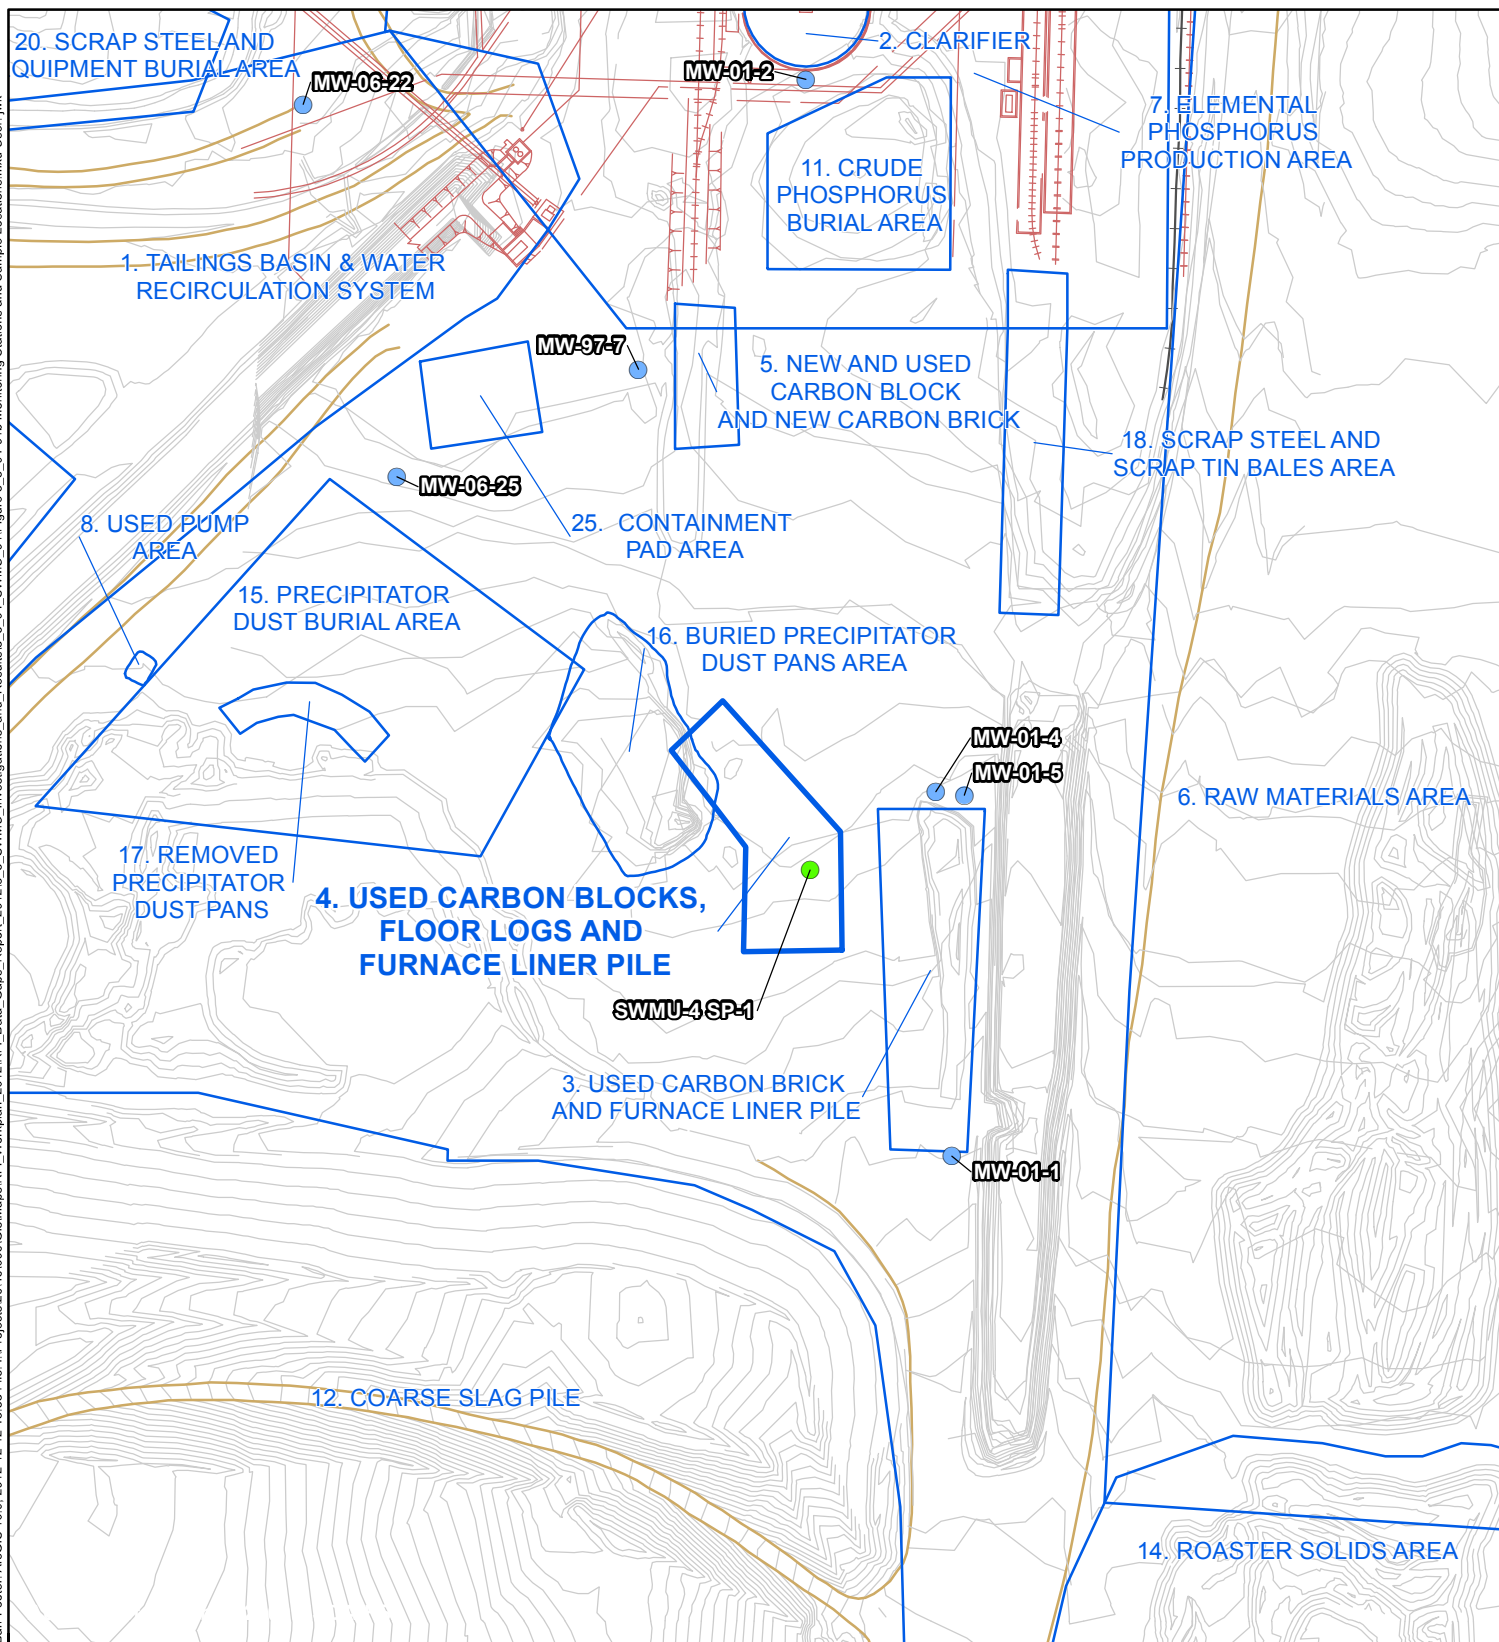 20. SCRAP STEEL AND
QUIPMENT BURIAL AREA
MW-06-22
MW-01-2
2. CLARIFIER
7. ELEMENTAL
PHOSPHORUS
PRODUCTION AREA
11. CRUDE
PHOSPHORUS
BURIAL AREA
1. TAILINGS BASIN & WATER
RECIRCULATION SYSTEM
MW-97-7
5. NEW AND USED
CARBON BLOCK
AND NEW CARBON BRICK
18. SCRAP STEEL AND
SCRAP TIN BALES AREA
MW-06-25
8. USED PUMP
AREA
25. CONTAINMENT
PAD AREA
15. PRECIPITATOR
DUST BURIAL AREA
16. BURIED PRECIPITATOR
DUST PANS AREA
MW-01-4
MW-01-5
6. RAW MATERIALS AREA
17. REMOVED
PRECIPITATOR
DUST PANS
4. USED CARBON BLOCKS,
FLOOR LOGS AND
FURNACE LINER PILE
SWMU-4 SP-1
3. USED CARBON BRICK
AND FURNACE LINER PILE
MW-01-1
12. COARSE SLAG PILE
14. ROASTER SOLIDS AREA